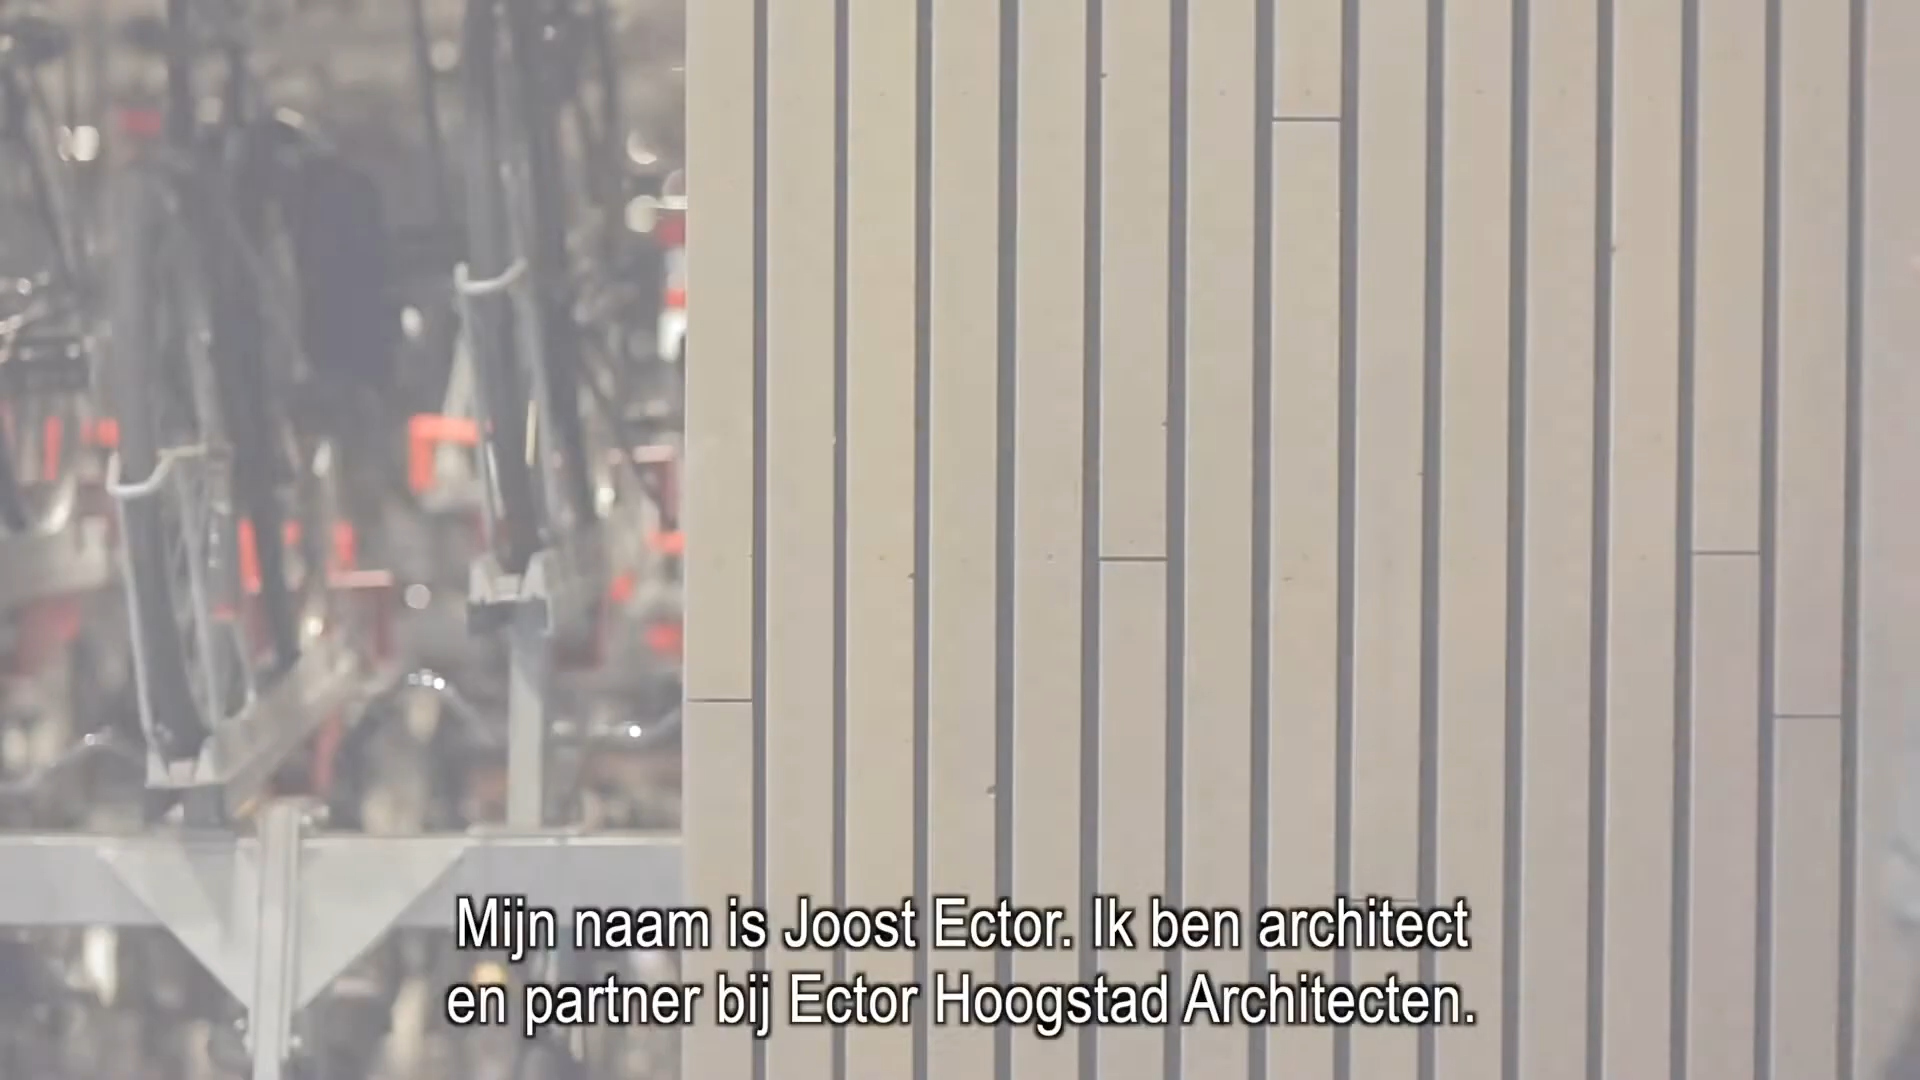 Mijn naam is Joost Ector. Ik ben architect
en partner bij Ector Hoogstad Architecten.